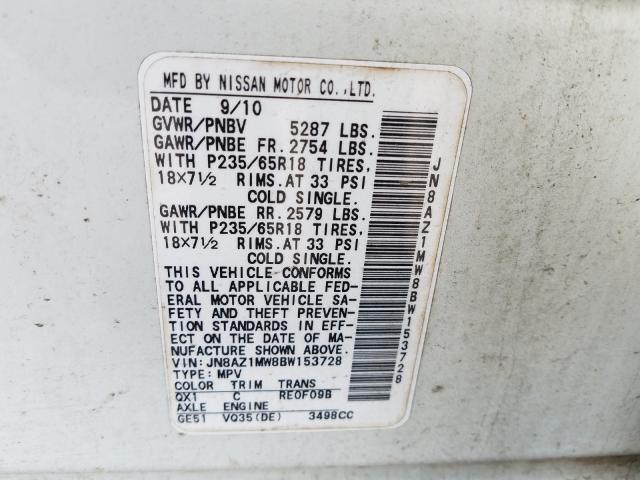 MFD BY NISSAN MOTOR CO.,LTD.
DATE 9/10
GVWR/PNBV 5287 LBS.
GAWR/PNBE FR. 2754 LBS.
WITH P235/65R18 TIRES,
18×7½ RIMS. AT 33 PSI
COLD SINGLE.
GAWR/PNBE RR. 2579 LBS.
WITH P235/65R18 TIRES,
18×7½ RIMS. AT 33 PSI
COLD SINGLE.
THIS VEHICLE CONFORMS
TO ALL APPLICABLE FED-
ERAL MOTOR VEHICLE SA-
FETY AND THEFT PREVEN-
TION STANDARDS IN EFF-
ECT ON THE DATE OF MA-
NUFACTURE SHOWN ABOVE.
VIN: JN8AZ1MW8BW153728
TYPE: MPV
COLOR TRIM TRANS
QX1 C RE0F09B
AXLE ENGINE
GE51 VQ35(DE) 3498CC
JN8AZ1MW8BW153728